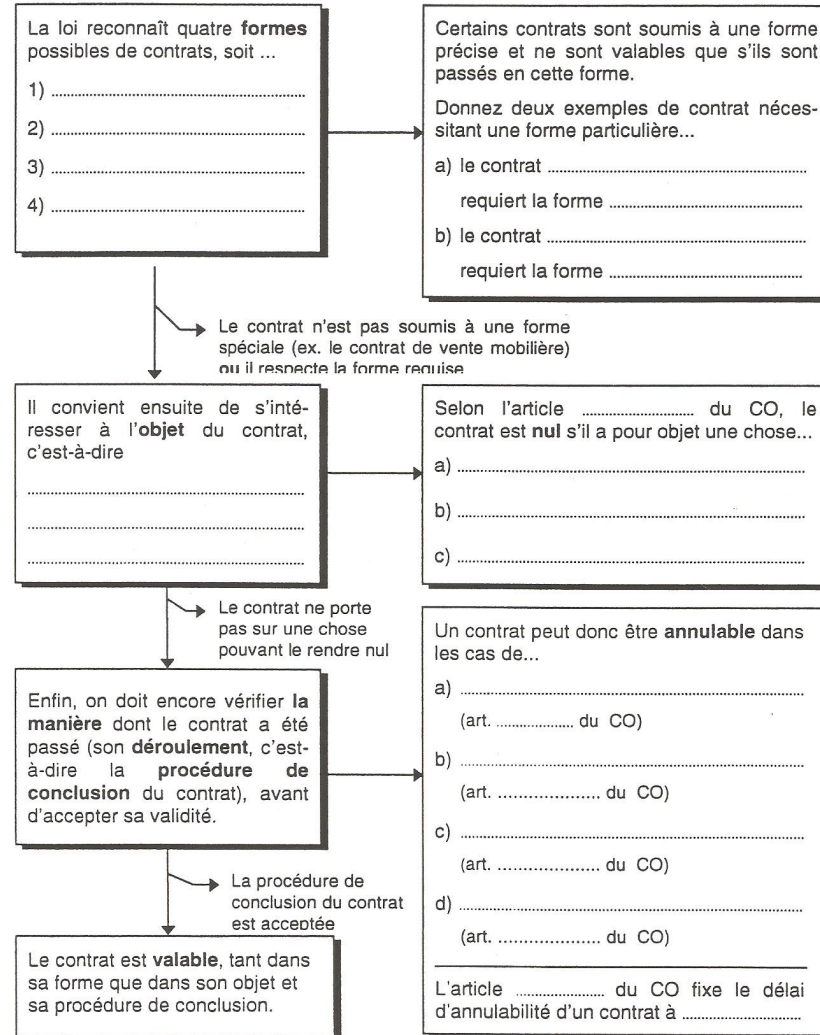 La loi reconnaît quatre formes
possibles de contrats, soit ...
1) ..........................................................
2) ..........................................................
3) ..........................................................
4) ..........................................................
Certains contrats sont soumis à une forme
précise et ne sont valables que s'ils sont
passés en cette forme.
Donnez deux exemples de contrat néces-
sitant une forme particulière...
a) le contrat ..........................................................
requiert la forme ............................................
b) le contrat ..........................................................
requiert la forme ............................................
Le contrat n'est pas soumis à une forme
spéciale (ex. le contrat de vente mobilière)
ou il respecte la forme requise
Il convient ensuite de s'inté-
resser à l'objet du contrat,
c'est-à-dire
...............................................................
...............................................................
...............................................................
Selon l'article .......................... du CO, le
contrat est nul s'il a pour objet une chose...
a) ...............................................................................
b) ...............................................................................
c) ...............................................................................
Le contrat ne porte
pas sur une chose
pouvant le rendre nul
Enfin, on doit encore vérifier la
manière dont le contrat a été
passé (son déroulement, c'est-
à-dire la procédure de
conclusion du contrat), avant
d'accepter sa validité.
Un contrat peut donc être annulable dans
les cas de...
a) ...............................................................................
(art. .................... du CO)
b) ...............................................................................
(art. .................... du CO)
c) ...............................................................................
(art. .................... du CO)
d) ...............................................................................
(art. .................... du CO)
L'article ..................... du CO fixe le délai
d'annulabilité d'un contrat à ............................
La procédure de
conclusion du contrat
est acceptée
Le contrat est valable, tant dans
sa forme que dans son objet et
sa procédure de conclusion.